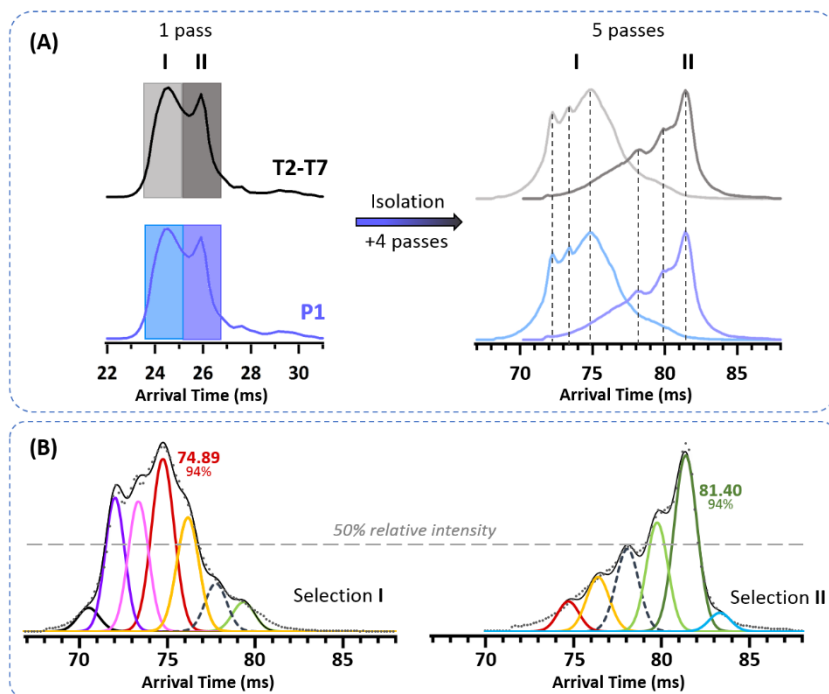 (A)
1 pass
I II
T2-T7
P1
22 24 26 28 30
Arrival Time (ms)
Isolation
+4 passes
5 passes
I II
70 75 80 85
Arrival Time (ms)
(B)
74.89
94%
81.40
94%
50% relative intensity
Selection I
Selection II
70 75 80 85
Arrival Time (ms)
70 75 80 85
Arrival Time (ms)